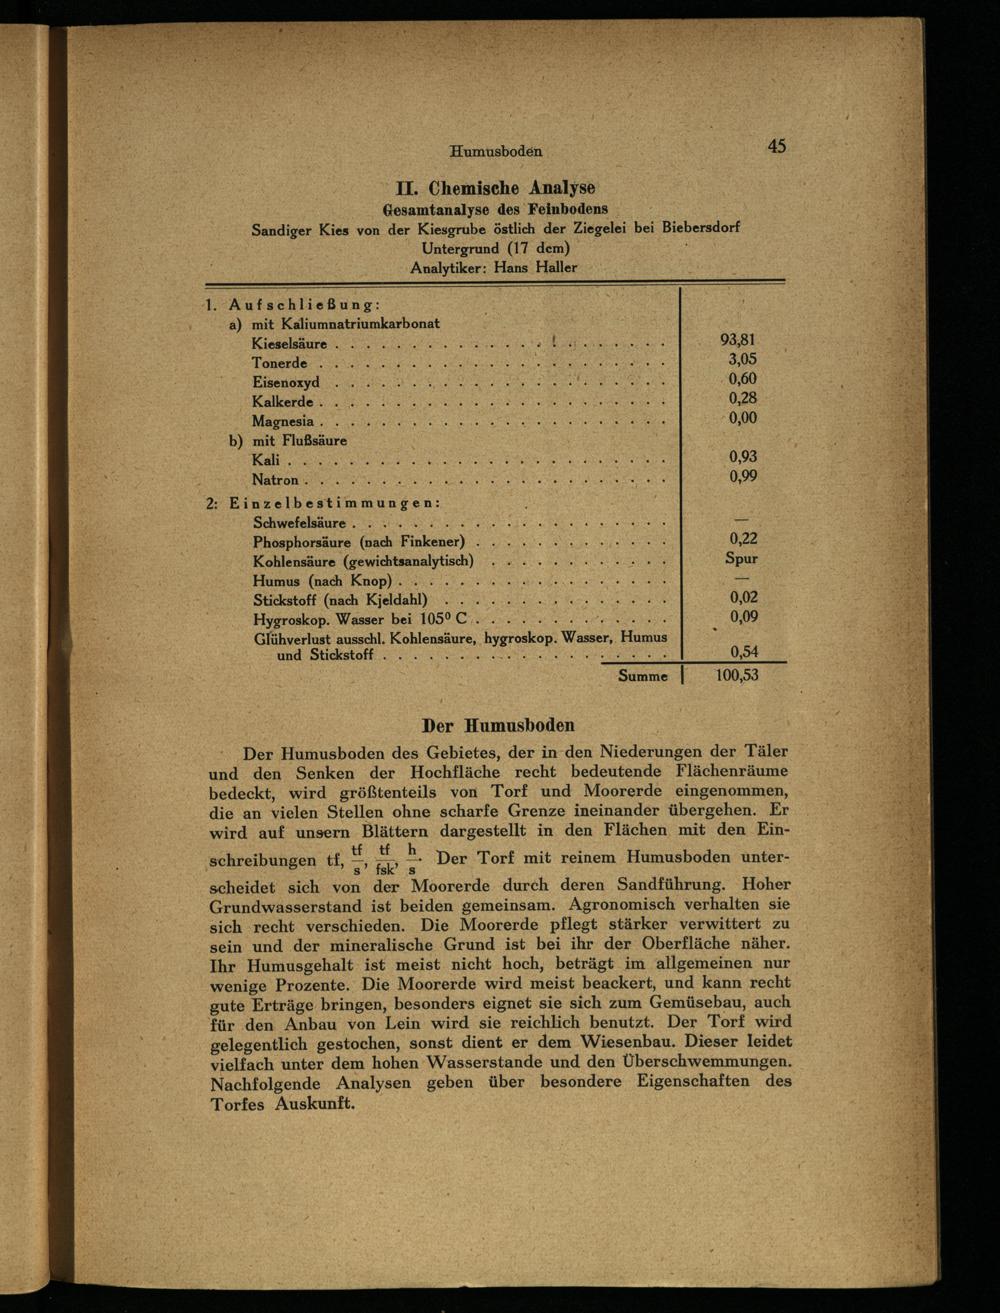 Humusboden 45
II. Chemische Analyse
Gesamtanalyse des Feinbodens
Sandiger Kies von der Kiesgrube östlich der Ziegelei bei Biebersdorf
Untergrund (17 dcm)
Analytiker: Hans Haller
1. Aufschließung:
a) mit Kaliumnatriumkarbonat
Kieselsäure . . . . . . . . . . . . . . . . . . . . . . 93,81
Tonerde . . . . . . . . . . . . . . . . . . . . . . . 3,05
Eisenoxyd . . . . . . . . . . . . . . . . . . . . . . 0,60
Kalkerde . . . . . . . . . . . . . . . . . . . . . . . 0,28
Magnesia . . . . . . . . . . . . . . . . . . . . . . . 0,00
b) mit Flußsäure
Kali . . . . . . . . . . . . . . . . . . . . . . . . . 0,93
Natron . . . . . . . . . . . . . . . . . . . . . . . . 0,99
2: Einzelbestimmungen:
Schwefelsäure . . . . . . . . . . . . . . . . . . . . . —
Phosphorsäure (nach Finkener) . . . . . . . . . . . . . 0,22
Kohlensäure (gewichtsanalytisch) . . . . . . . . . . . . Spur
Humus (nach Knop) . . . . . . . . . . . . . . . . . . —
Stickstoff (nach Kjeldahl) . . . . . . . . . . . . . . . 0,02
Hygroskop. Wasser bei 105° C . . . . . . . . . . . . . 0,09
Glühverlust ausschl. Kohlensäure, hygroskop. Wasser, Humus
und Stickstoff . . . . . . . . . . . . . . . . . . . 0,54
Summe 100,53
Der Humusboden
Der Humusboden des Gebietes, der in den Niederungen der Täler
und den Senken der Hochfläche recht bedeutende Flächenräume
bedeckt, wird größtenteils von Torf und Moorerde eingenommen,
die an vielen Stellen ohne scharfe Grenze ineinander übergehen. Er
wird auf unsern Blättern dargestellt in den Flächen mit den Ein-
schreibungen tf, tf/s, tf/fsk, h/s. Der Torf mit reinem Humusboden unter-
scheidet sich von der Moorerde durch deren Sandführung. Hoher
Grundwasserstand ist beiden gemeinsam. Agronomisch verhalten sie
sich recht verschieden. Die Moorerde pflegt stärker verwittert zu
sein und der mineralische Grund ist bei ihr der Oberfläche näher.
Ihr Humusgehalt ist meist nicht hoch, beträgt im allgemeinen nur
wenige Prozente. Die Moorerde wird meist beackert, und kann recht
gute Erträge bringen, besonders eignet sie sich zum Gemüsebau, auch
für den Anbau von Lein wird sie reichlich benutzt. Der Torf wird
gelegentlich gestochen, sonst dient er dem Wiesenbau. Dieser leidet
vielfach unter dem hohen Wasserstande und den Überschwemmungen.
Nachfolgende Analysen geben über besondere Eigenschaften des
Torfes Auskunft.